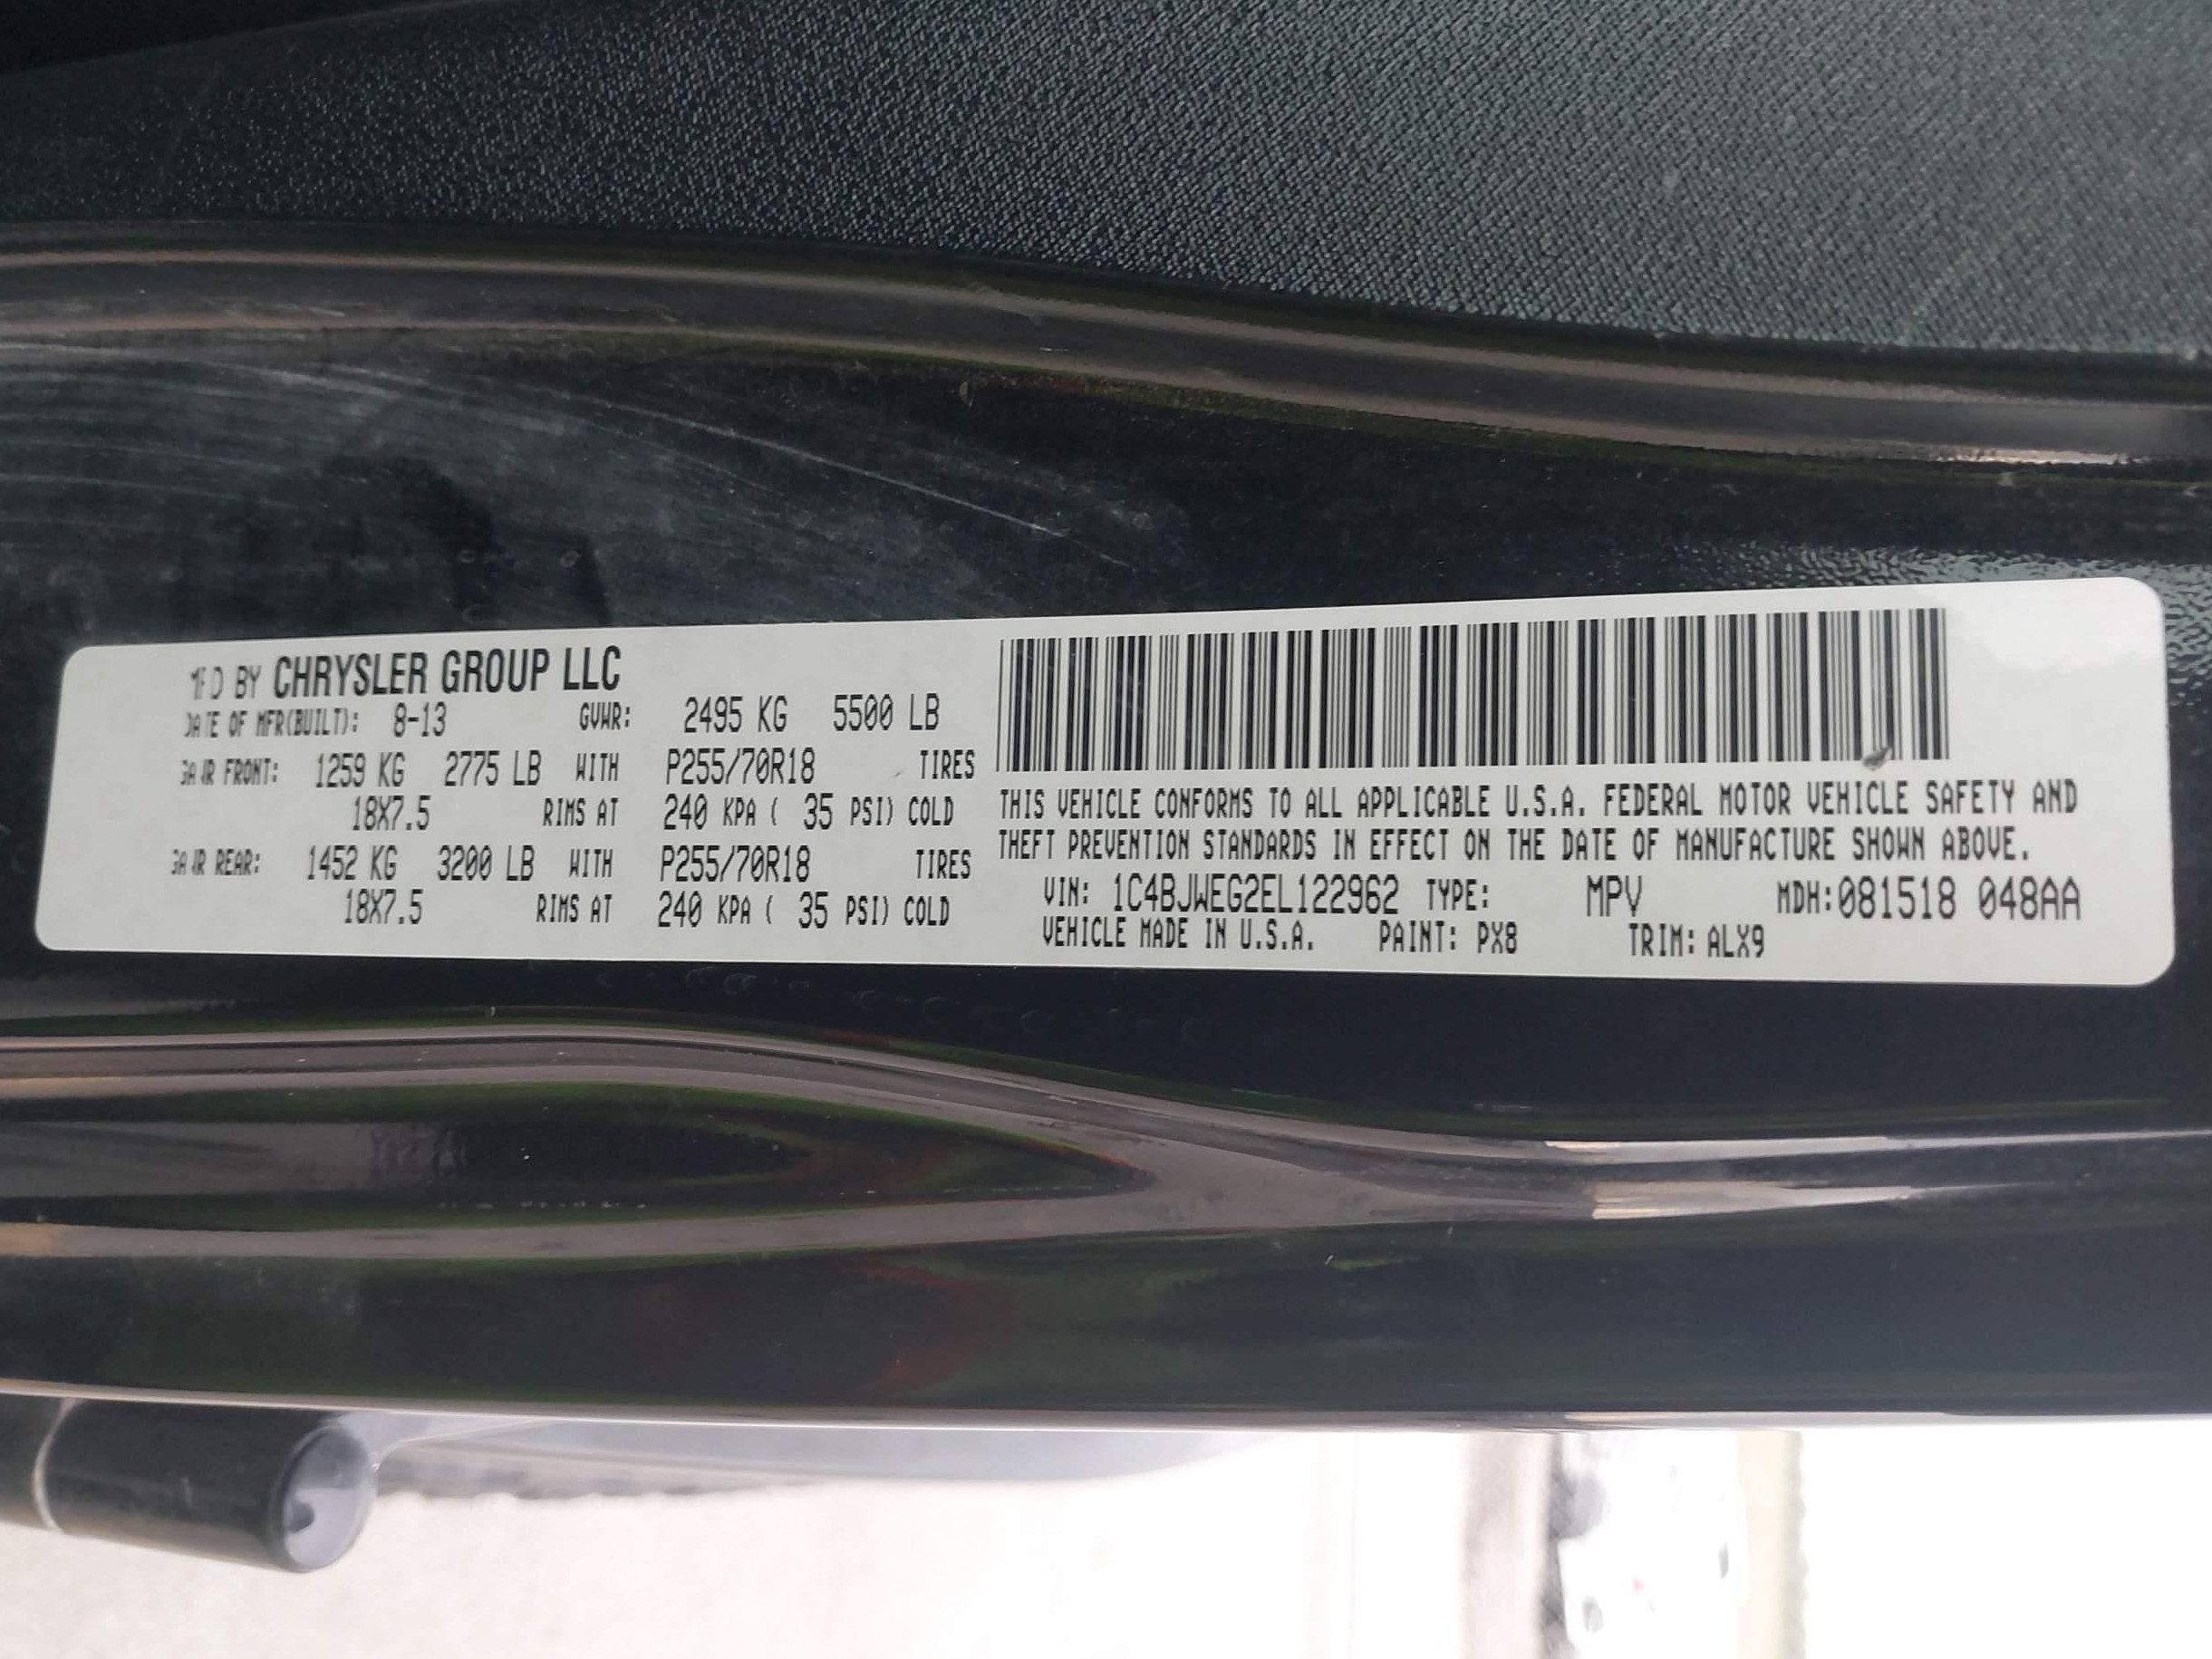 MFD BY CHRYSLER GROUP LLC
DATE OF MFR(BUILT): 8-13 GVWR: 2495 KG 5500 LB
GAWR FRONT: 1259 KG 2775 LB WITH P255/70R18 TIRES
18X7.5 RIMS AT 240 KPA ( 35 PSI) COLD
GAWR REAR: 1452 KG 3200 LB WITH P255/70R18 TIRES
18X7.5 RIMS AT 240 KPA ( 35 PSI) COLD
THIS VEHICLE CONFORMS TO ALL APPLICABLE U.S.A. FEDERAL MOTOR VEHICLE SAFETY AND
THEFT PREVENTION STANDARDS IN EFFECT ON THE DATE OF MANUFACTURE SHOWN ABOVE.
VIN: 1C4BJWEG2EL122962 TYPE: MPV MDH:081518 048AA
VEHICLE MADE IN U.S.A. PAINT: PX8 TRIM: ALX9